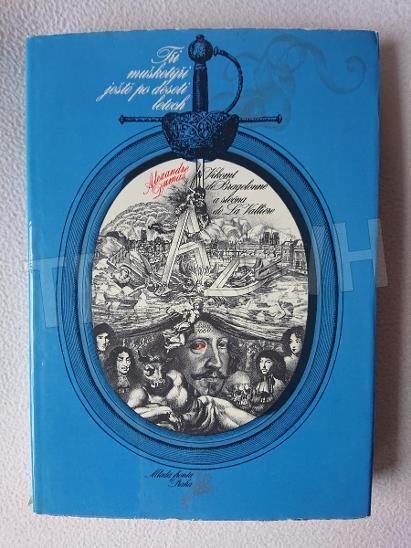 Tři
mušketýři
ještě po deseti
letech
Alexandre
Dumas
Vikomt
de Bragelonne
a slečna
de La Vallière
Mladá fronta
Praha